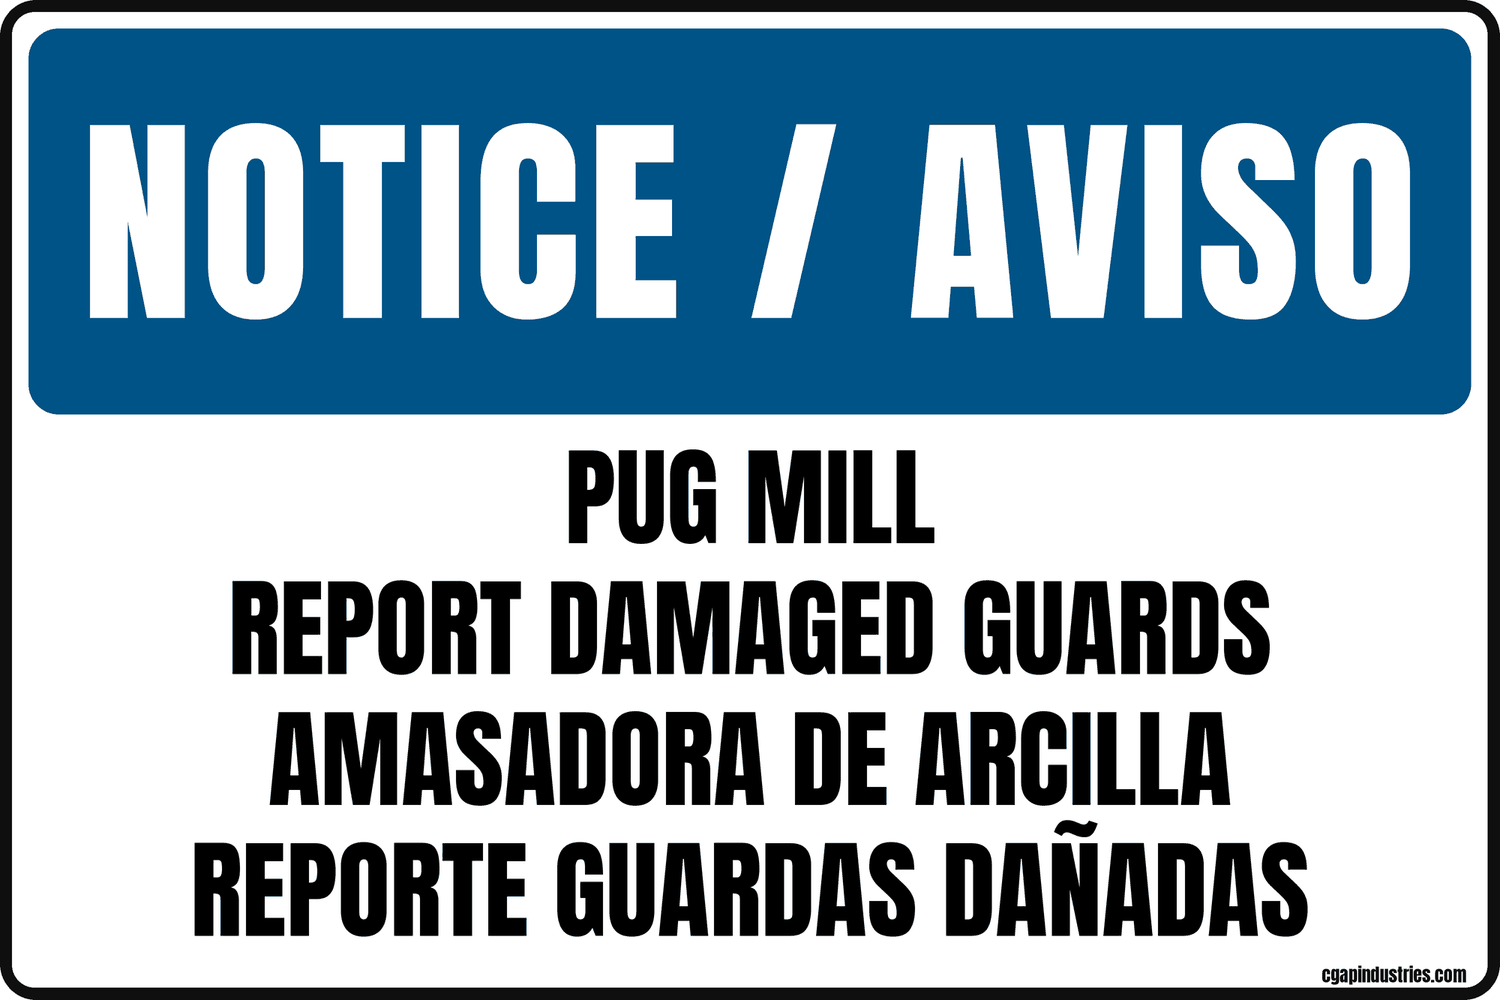 NOTICE / AVISO
PUG MILL
REPORT DAMAGED GUARDS
AMASADORA DE ARCILLA
REPORTE GUARDAS DAÑADAS
cgapindustries.com